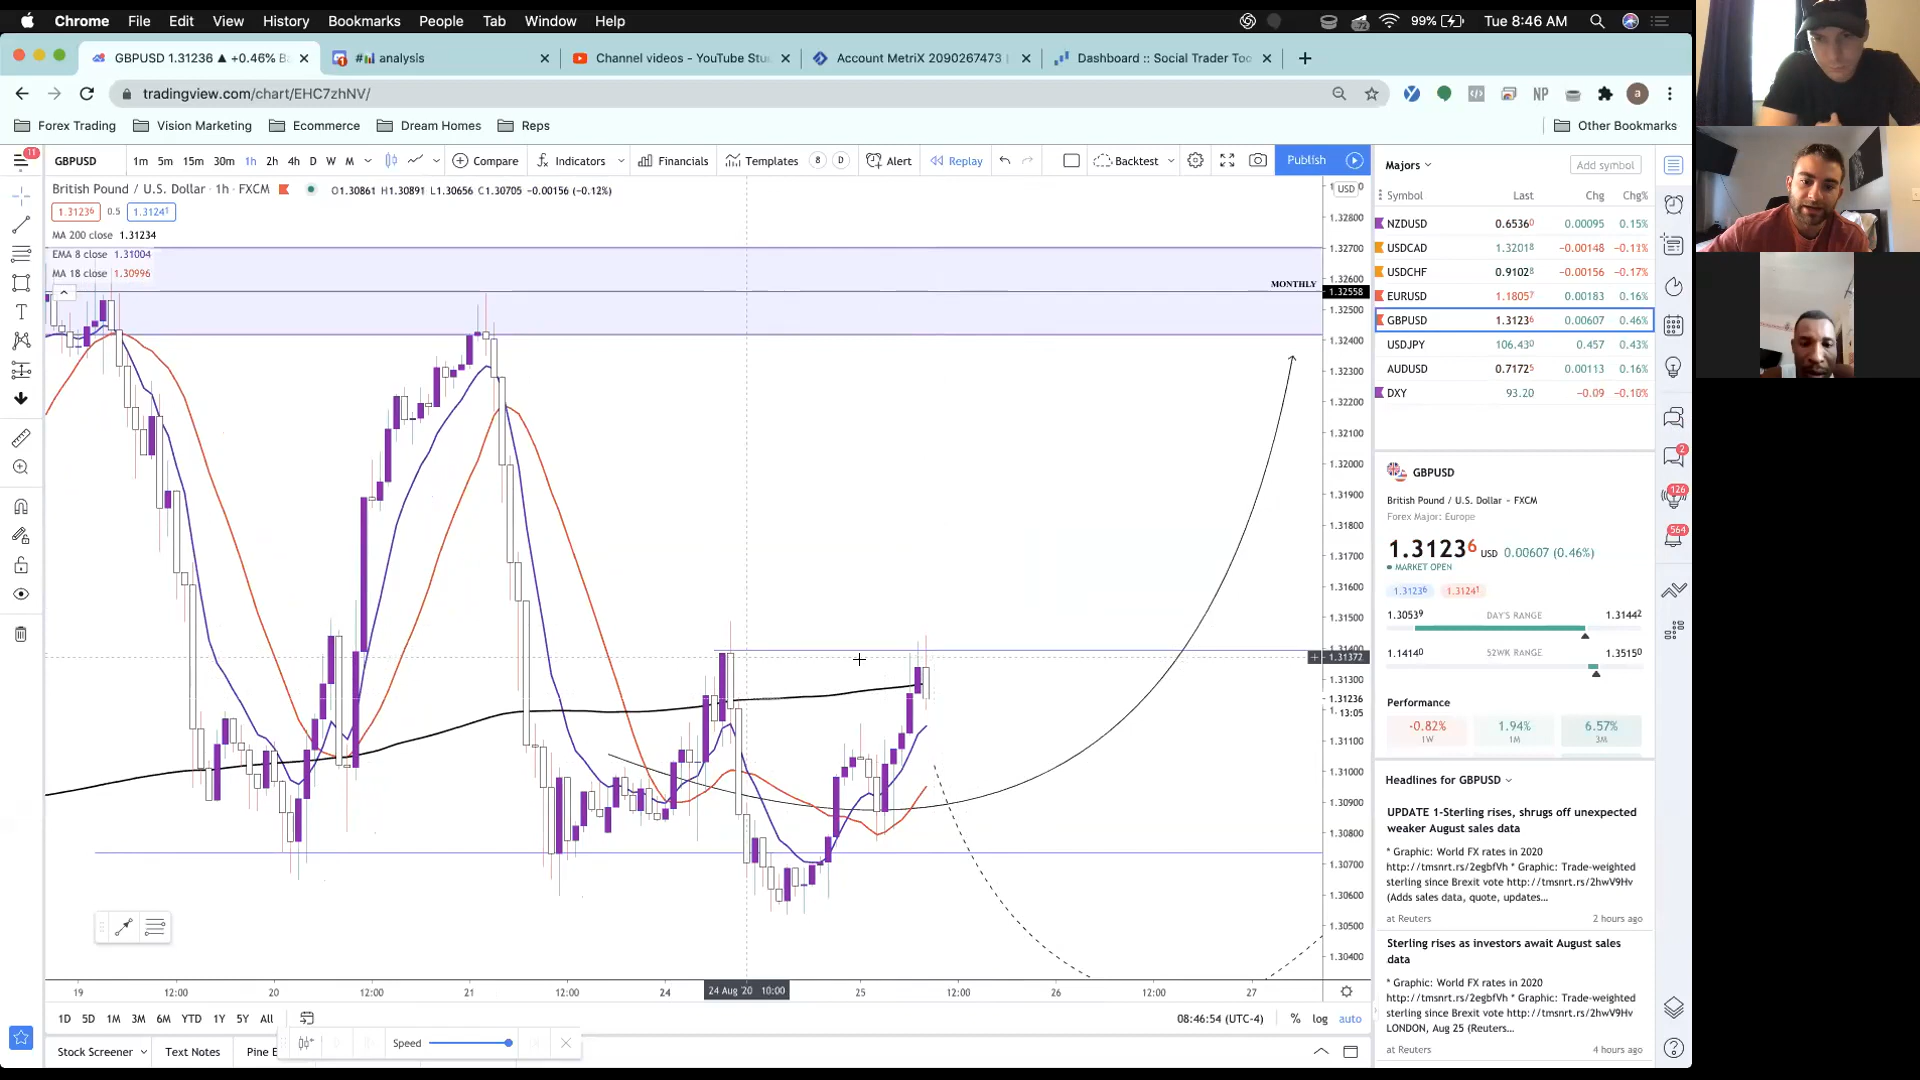 Chrome File Edit View History Bookmarks People Tab Window Help
99% Tue 8:46 AM
GBPUSD 1.31236 ▲ +0.46% B
#analysis
Channel videos - YouTube Stu
Account MetriX 2090267473 |
Dashboard :: Social Trader Too
tradingview.com/chart/EHC7zhNV/
NP
a
Forex Trading Vision Marketing Ecommerce Dream Homes Reps Other Bookmarks
11
GBPUSD 1m 5m 15m 30m 1h 2h 4h D W M Compare Indicators Financials Templates 8 D Alert Replay Backtest Publish
British Pound / U.S. Dollar · 1h · FXCM O1.30861 H1.30891 L1.30656 C1.30705 −0.00156 (−0.12%)
1.31236 0.5 1.31241
MA 200 close 1.31234
EMA 8 close 1.31004
MA 18 close 1.30996
MONTHLY
USD
1.32800
1.32700
1.32600
1.32558
1.32500
1.32400
1.32300
1.32200
1.32100
1.32000
1.31900
1.31800
1.31700
1.31600
1.31500
1.31400
1.31372
1.31300
1.31236
13:05
1.31100
1.31000
1.30900
1.30800
1.30700
1.30600
1.30500
1.30400
19 12:00 20 12:00 21 12:00 24 24 Aug '20 10:00 25 12:00 26 12:00 27
1D 5D 1M 3M 6M YTD 1Y 5Y All
08:46:54 (UTC-4) % log auto
Speed
Stock Screener Text Notes Pine E
Majors Add symbol
Symbol Last Chg Chg%
NZDUSD 0.65360 0.00095 0.15%
USDCAD 1.32018 −0.00148 −0.11%
USDCHF 0.91028 −0.00156 −0.17%
EURUSD 1.18057 0.00183 0.16%
GBPUSD 1.31236 0.00607 0.46%
USDJPY 106.430 0.457 0.43%
AUDUSD 0.71725 0.00113 0.16%
DXY 93.20 −0.09 −0.10%
GBPUSD
British Pound / U.S. Dollar - FXCM
Forex Major: Europe
1.31236 USD 0.00607 (0.46%)
MARKET OPEN
1.31236 1.31241
1.30539 DAY'S RANGE 1.31442
1.14140 52WK RANGE 1.35150
Performance
-0.82% 1.94% 6.57%
1W 1M 3M
Headlines for GBPUSD
UPDATE 1-Sterling rises, shrugs off unexpected
weaker August sales data
* Graphic: World FX rates in 2020
http://tmsnrt.rs/2egbfVh * Graphic: Trade-weighted
sterling since Brexit vote http://tmsnrt.rs/2hwV9Hv
(Adds sales data, quote, updates...
at Reuters 2 hours ago
Sterling rises as investors await August sales
data
* Graphic: World FX rates in 2020
http://tmsnrt.rs/2egbfVh * Graphic: Trade-weighted
sterling since Brexit vote http://tmsnrt.rs/2hwV9Hv
LONDON, Aug 25 (Reuters...
at Reuters 4 hours ago
2
126
564